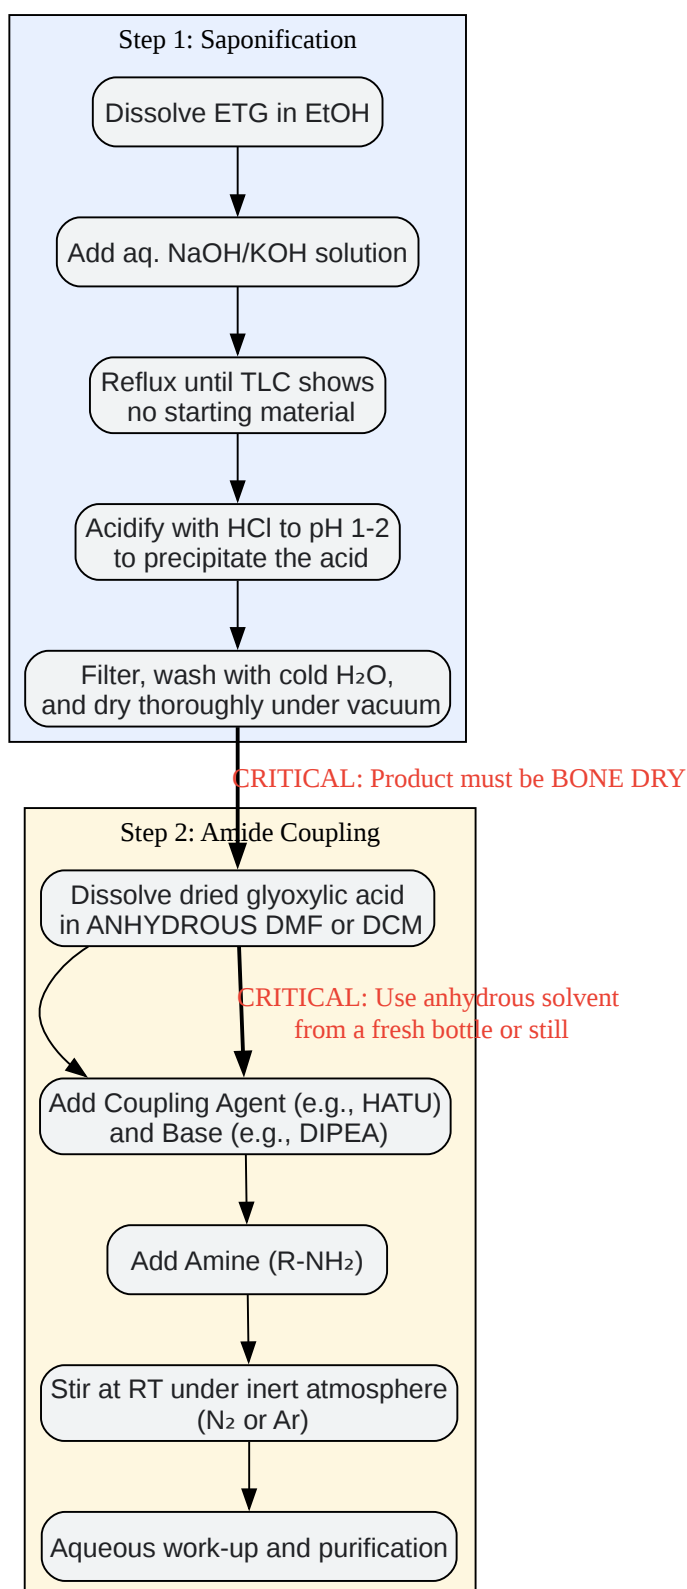 Step 1: Saponification
Dissolve ETG in EtOH
Add aq. NaOH/KOH solution
Reflux until TLC shows
no starting material
Acidify with HCl to pH 1-2
to precipitate the acid
Filter, wash with cold H₂O,
and dry thoroughly under vacuum
CRITICAL: Product must be BONE DRY
Step 2: Amide Coupling
Dissolve dried glyoxylic acid
in ANHYDROUS DMF or DCM
CRITICAL: Use anhydrous solvent
from a fresh bottle or still
Add Coupling Agent (e.g., HATU)
and Base (e.g., DIPEA)
Add Amine (R-NH₂)
Stir at RT under inert atmosphere
(N₂ or Ar)
Aqueous work-up and purification